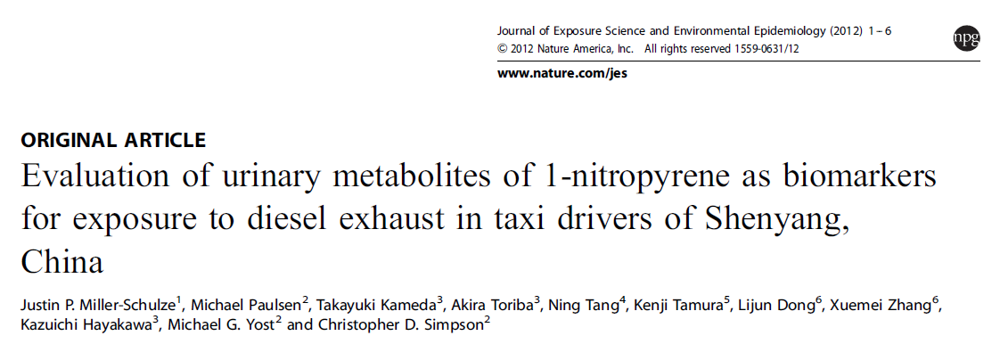 Journal of Exposure Science and Environmental Epidemiology (2012) 1 – 6
© 2012 Nature America, Inc. All rights reserved 1559-0631/12
npg
www.nature.com/jes
ORIGINAL ARTICLE
Evaluation of urinary metabolites of 1-nitropyrene as biomarkers
for exposure to diesel exhaust in taxi drivers of Shenyang,
China
Justin P. Miller-Schulze1, Michael Paulsen2, Takayuki Kameda3, Akira Toriba3, Ning Tang4, Kenji Tamura5, Lijun Dong6, Xuemei Zhang6,
Kazuichi Hayakawa3, Michael G. Yost2 and Christopher D. Simpson2